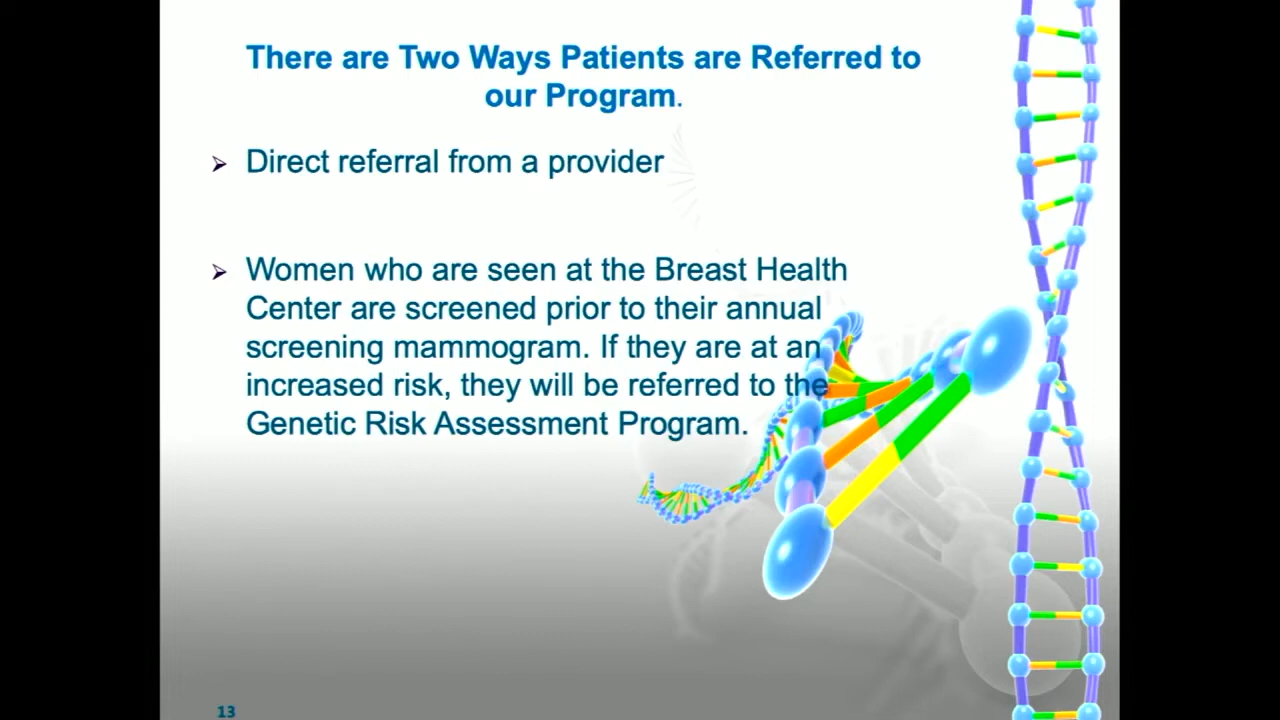 There are Two Ways Patients are Referred to
our Program.
➢ Direct referral from a provider
➢ Women who are seen at the Breast Health
Center are screened prior to their annual
screening mammogram. If they are at an
increased risk, they will be referred to the
Genetic Risk Assessment Program.
13